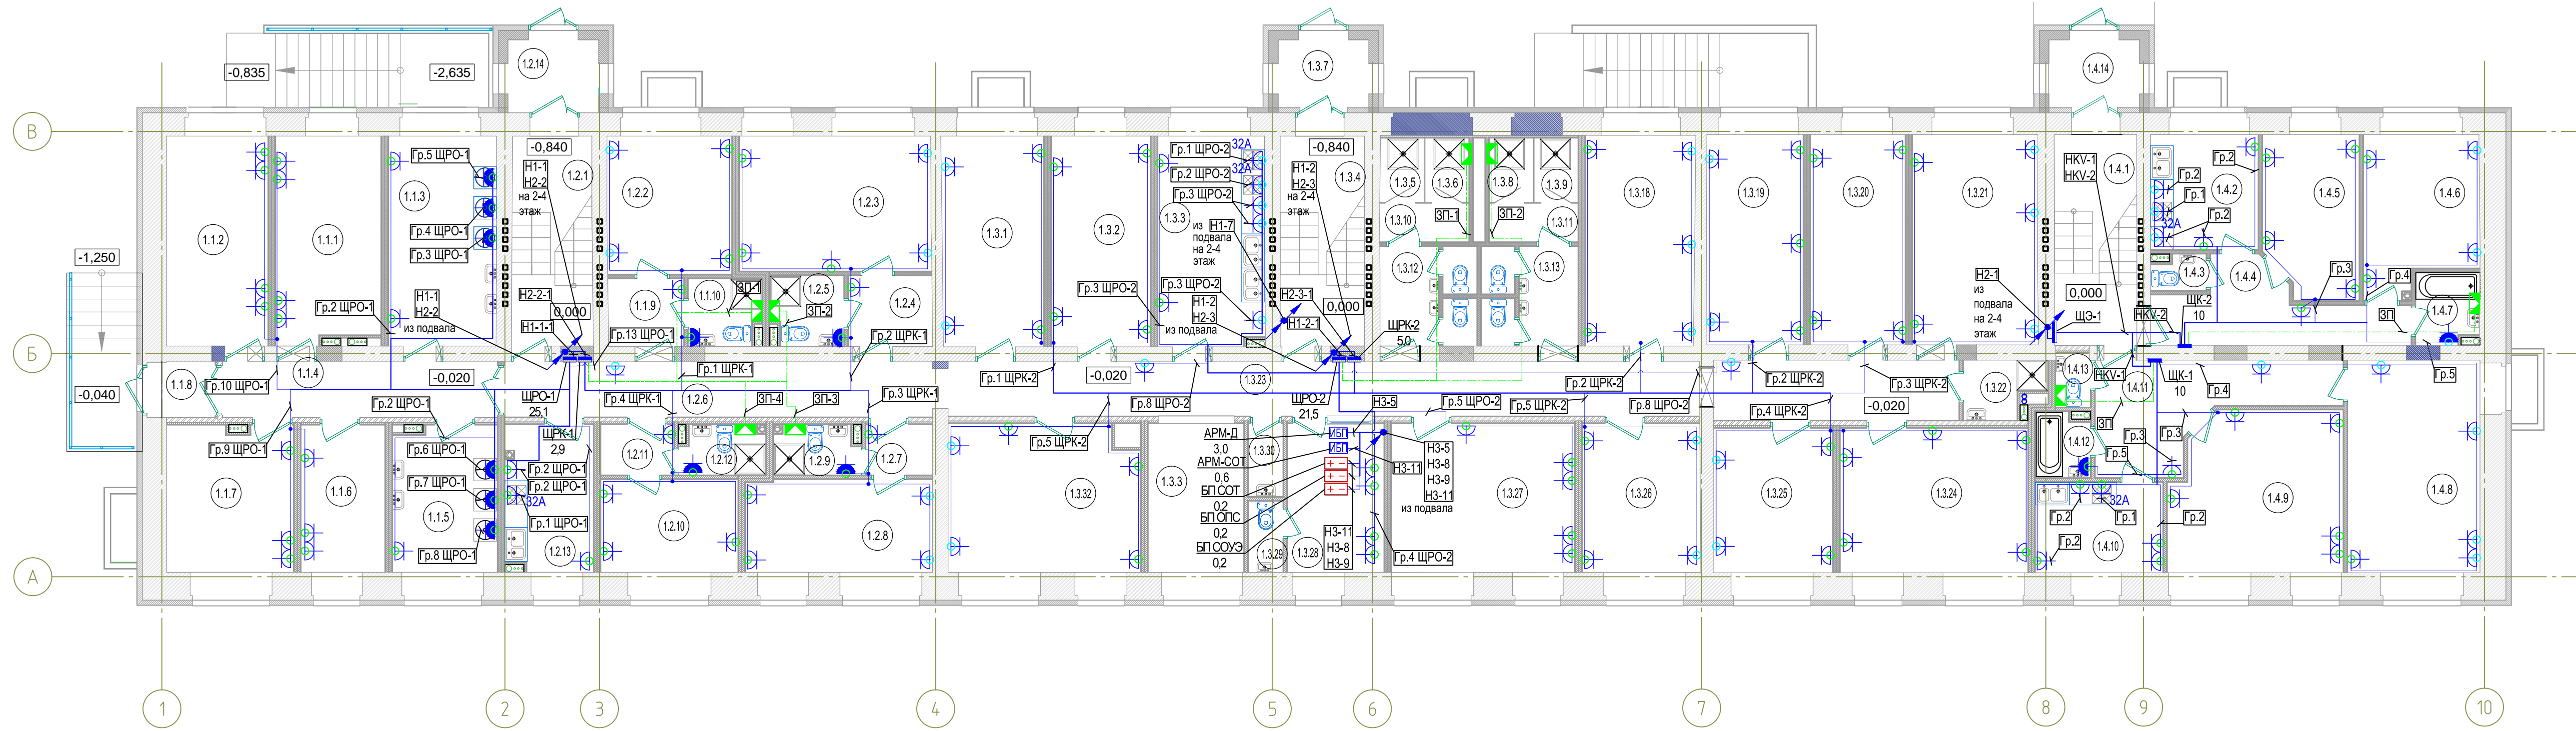 -0,835
-2,635
1.2.14
1.3.7
1.4.14
В
-0,840
-0,840
Гр.5 ЩРО-1
Н1-1
Н2-2
на 2-4
этаж
1.2.1
1.2.2
1.2.3
Гр.1 ЩРО-2
32А
32А
Гр.2 ЩРО-2
Гр.3 ЩРО-2
Н1-2
Н2-3
на 2-4
этаж
1.3.4
1.3.5
1.3.6
1.3.8
1.3.9
1.3.18
1.3.19
1.3.20
1.3.21
НКV-1
НКV-2
1.4.1
Гр.2
Гр.2
Гр.1
1.4.2
Гр.2
32А
1.4.5
1.4.6
1.1.3
1.3.3
Н1-7
из
подвала
на 2-4
этаж
1.3.10
ЗП-1
ЗП-2
1.3.11
1.1.2
1.1.1
Гр.4 ЩРО-1
Гр.3 ЩРО-1
1.3.1
1.3.2
-1,250
1.3.12
1.3.13
Н2-1
из
подвала
на 2-4
этаж
1.4.3
1.4.4
Гр.3
Гр.4
Н1-1
Н2-2
из подвала
Гр.2 ЩРО-1
Н2-2-1
0,000
Н1-1-1
1.1.9
1.1.10
ЗП-1
1.2.5
ЗП-2
1.2.4
Гр.3 ЩРО-2
Гр.3 ЩРО-2
Н1-2
Н2-3
из подвала
Н2-3-1
0,000
Н1-2-1
ЩРК-2
5,0
0,000
ЩЭ-1
НКV-2
ЩК-2
10
ЗП
1.4.7
Гр.13 ЩРО-1
Гр.2 ЩРК-1
Б
-0,040
1.1.8
Гр.10 ЩРО-1
1.1.4
-0,020
Гр.1 ЩРК-1
Гр.1 ЩРК-2
-0,020
1.3.23
Гр.2 ЩРК-2
Гр.2 ЩРК-2
Гр.3 ЩРК-2
1.3.22
1.4.13
НКV-1
1.4.11
ЩК-1
10
Гр.4
Гр.5
Гр.2 ЩРО-1
ЩРО-1
25,1
Гр.4 ЩРК-1
1.2.6
ЗП-4
ЗП-3
Гр.3 ЩРК-1
Гр.8 ЩРО-2
ЩРО-2
21,5
Н3-5
Гр.5 ЩРО-2
Гр.5 ЩРК-2
Гр.8 ЩРО-2
Гр.4 ЩРК-2
-0,020
ЗП
Гр.9 ЩРО-1
Гр.6 ЩРО-1
ЩРК-1
2,9
Гр.2 ЩРО-1
Гр.2 ЩРО-1
32А
1.2.11
1.2.12
1.2.9
1.2.7
Гр.5 ЩРК-2
АРМ-Д
3,0
АРМ-СОТ
0,6
БП СОТ
0,2
БП ОПС
0,2
БП СОУЭ
0,2
ИБП
ИБП
1.3.30
Н3-11
Н3-5
Н3-8
Н3-9
Н3-11
из подвала
1.4.12
Гр.3
Гр.5
Гр.3
1.1.7
1.1.6
Гр.7 ЩРО-1
1.1.5
Гр.8 ЩРО-1
Гр.1 ЩРО-1
1.2.13
1.2.10
1.2.8
1.3.32
1.3.3
1.3.29
1.3.28
Н3-11
Н3-8
Н3-9
Гр.4 ЩРО-2
1.3.27
1.3.26
1.3.25
1.3.24
32А
Гр.2
Гр.1
Гр.2
Гр.2
1.4.10
1.4.9
1.4.8
А
1
2
3
4
5
6
7
8
9
10